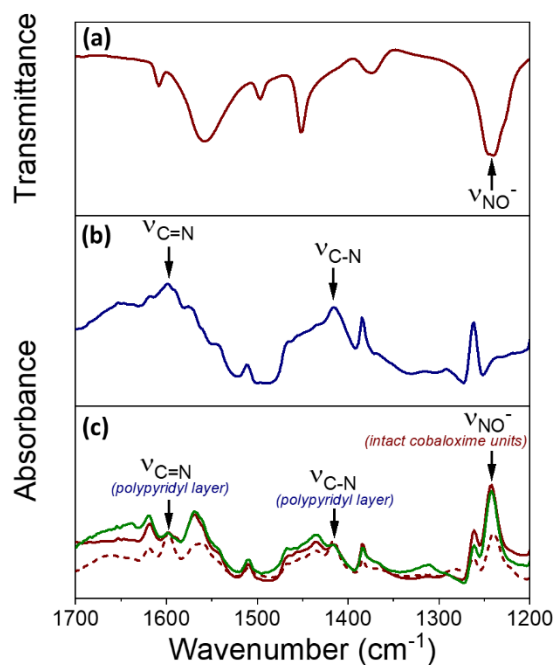 (a)
Transmittance
νNO⁻
(b)
νC=N
νC-N
Absorbance
(c)
νNO⁻
(intact cobaloxime units)
νC=N
(polypyridyl layer)
νC-N
(polypyridyl layer)
1700 1600 1500 1400 1300 1200
Wavenumber (cm⁻¹)